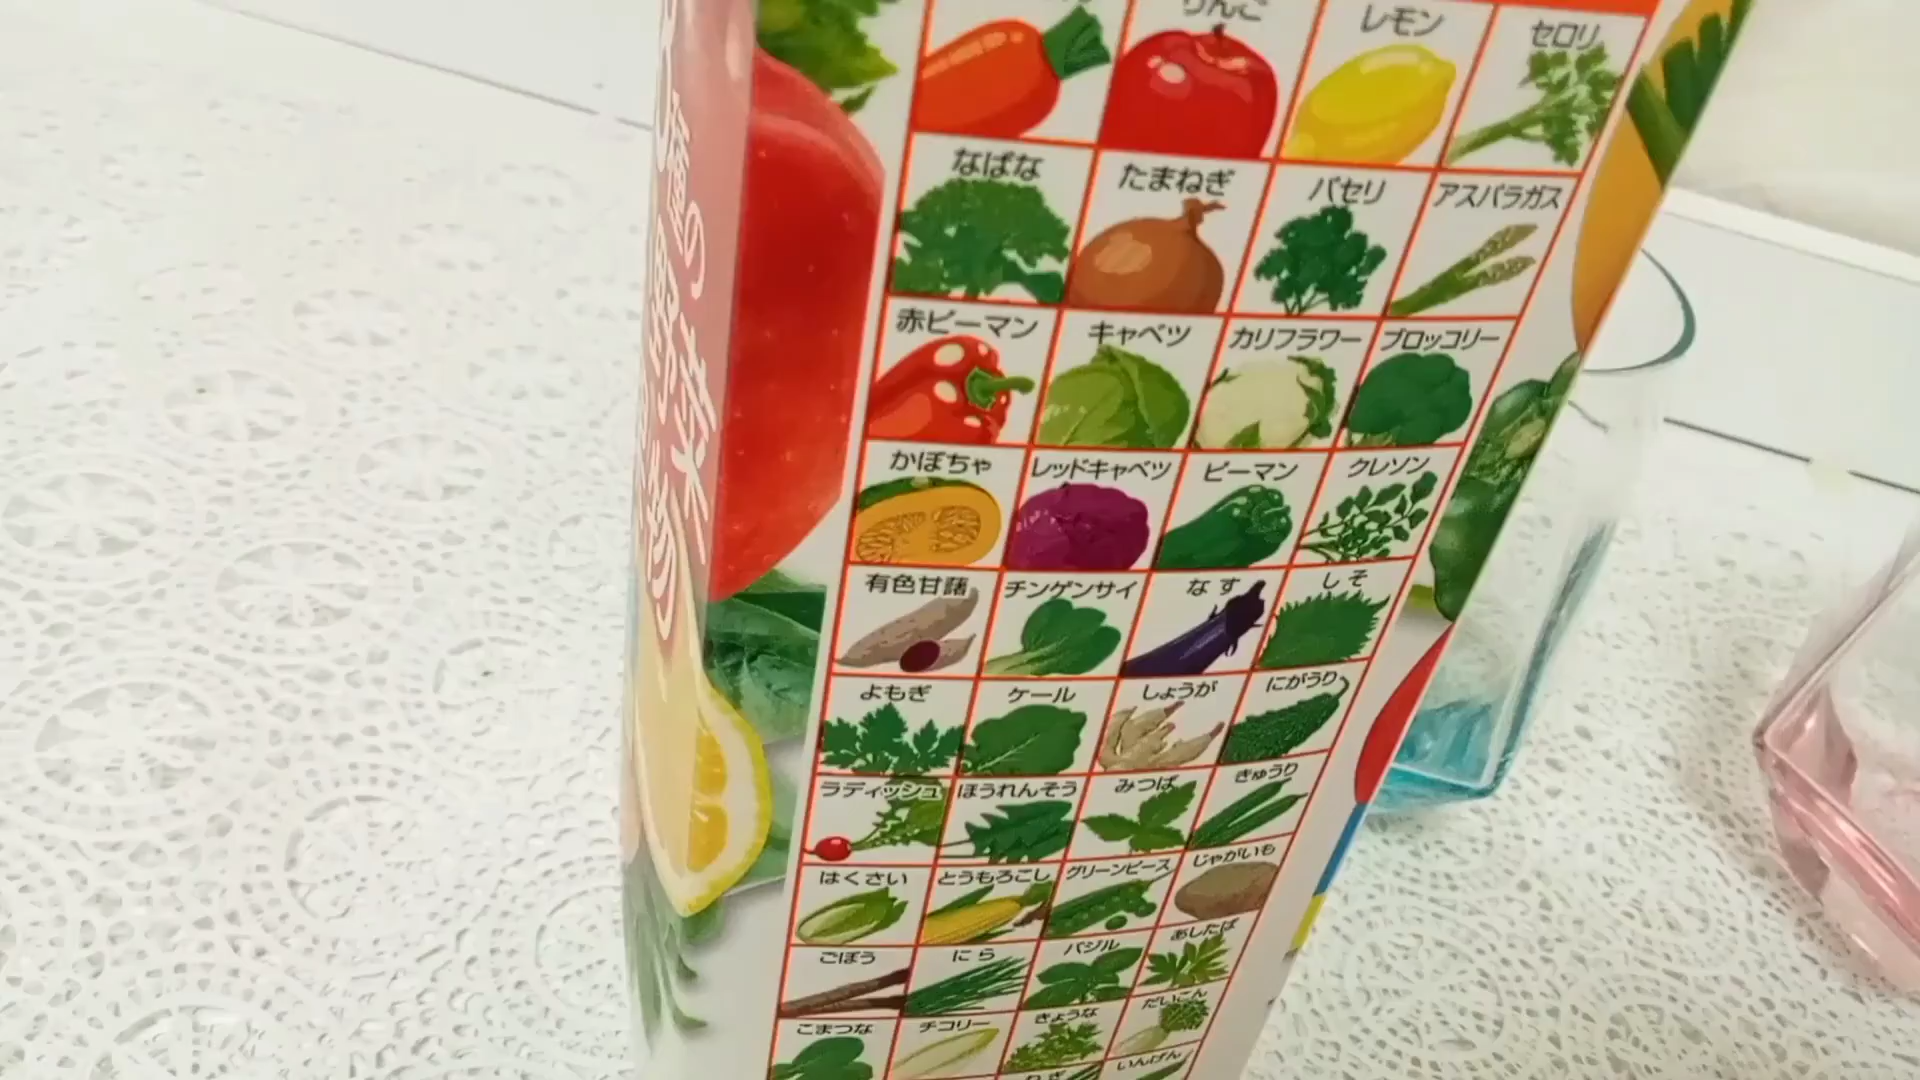 種の
野菜
物
りんご
レモン
セロリ
なばな
たまねぎ
パセリ
アスパラガス
赤ピーマン
キャベツ
カリフラワー
ブロッコリー
かぼちゃ
レッドキャベツ
ピーマン
クレソン
有色甘藷
チンゲンサイ
なす
しそ
よもぎ
ケール
しょうが
にがうり
ラディッシュ
ほうれんそう
みつば
きゅうり
はくさい
とうもろこし
グリーンピース
じゃがいも
ごぼう
にら
バジル
あしたば
こまつな
チコリー
きょうな
だいこん
いんげん